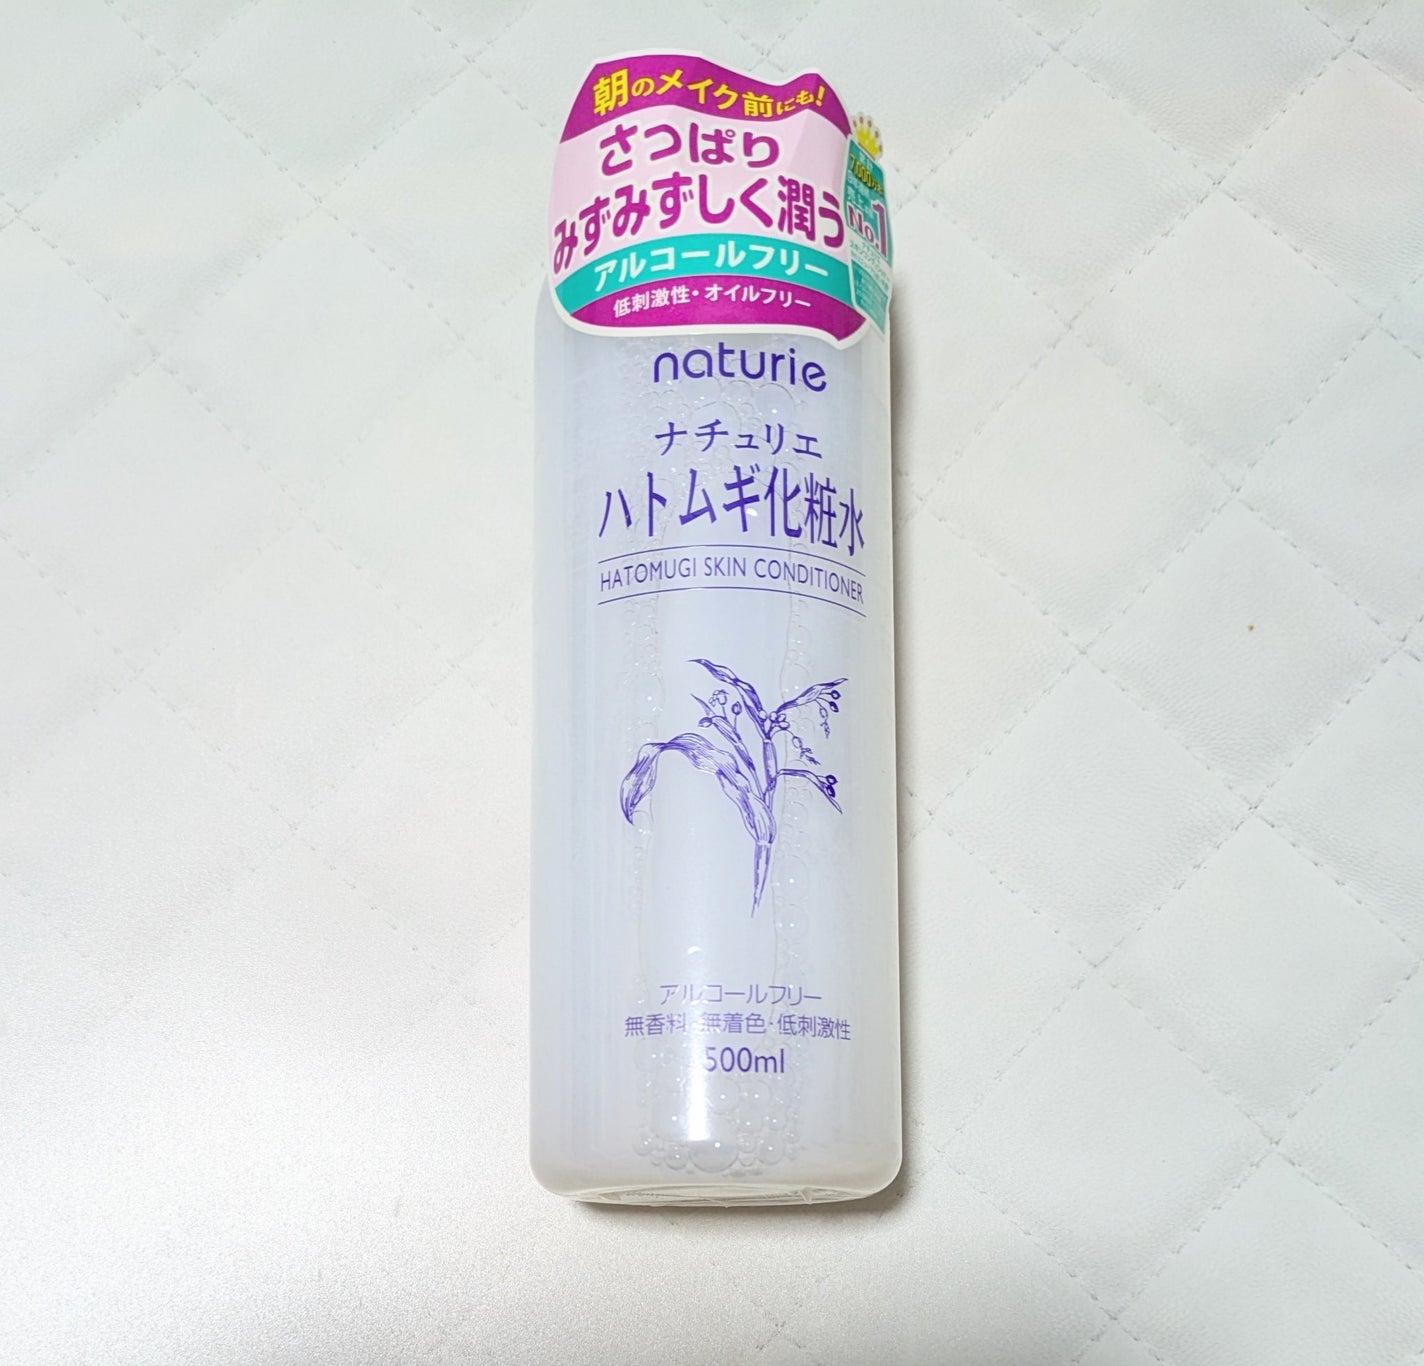 朝のメイク前にも!
さっぱり
みずみずしく潤う
アルコールフリー
低刺激性・オイルフリー
No.1
naturie
ナチュリエ
ハトムギ化粧水
HATOMUGI SKIN CONDITIONER
アルコールフリー
無香料・無着色・低刺激性
500ml